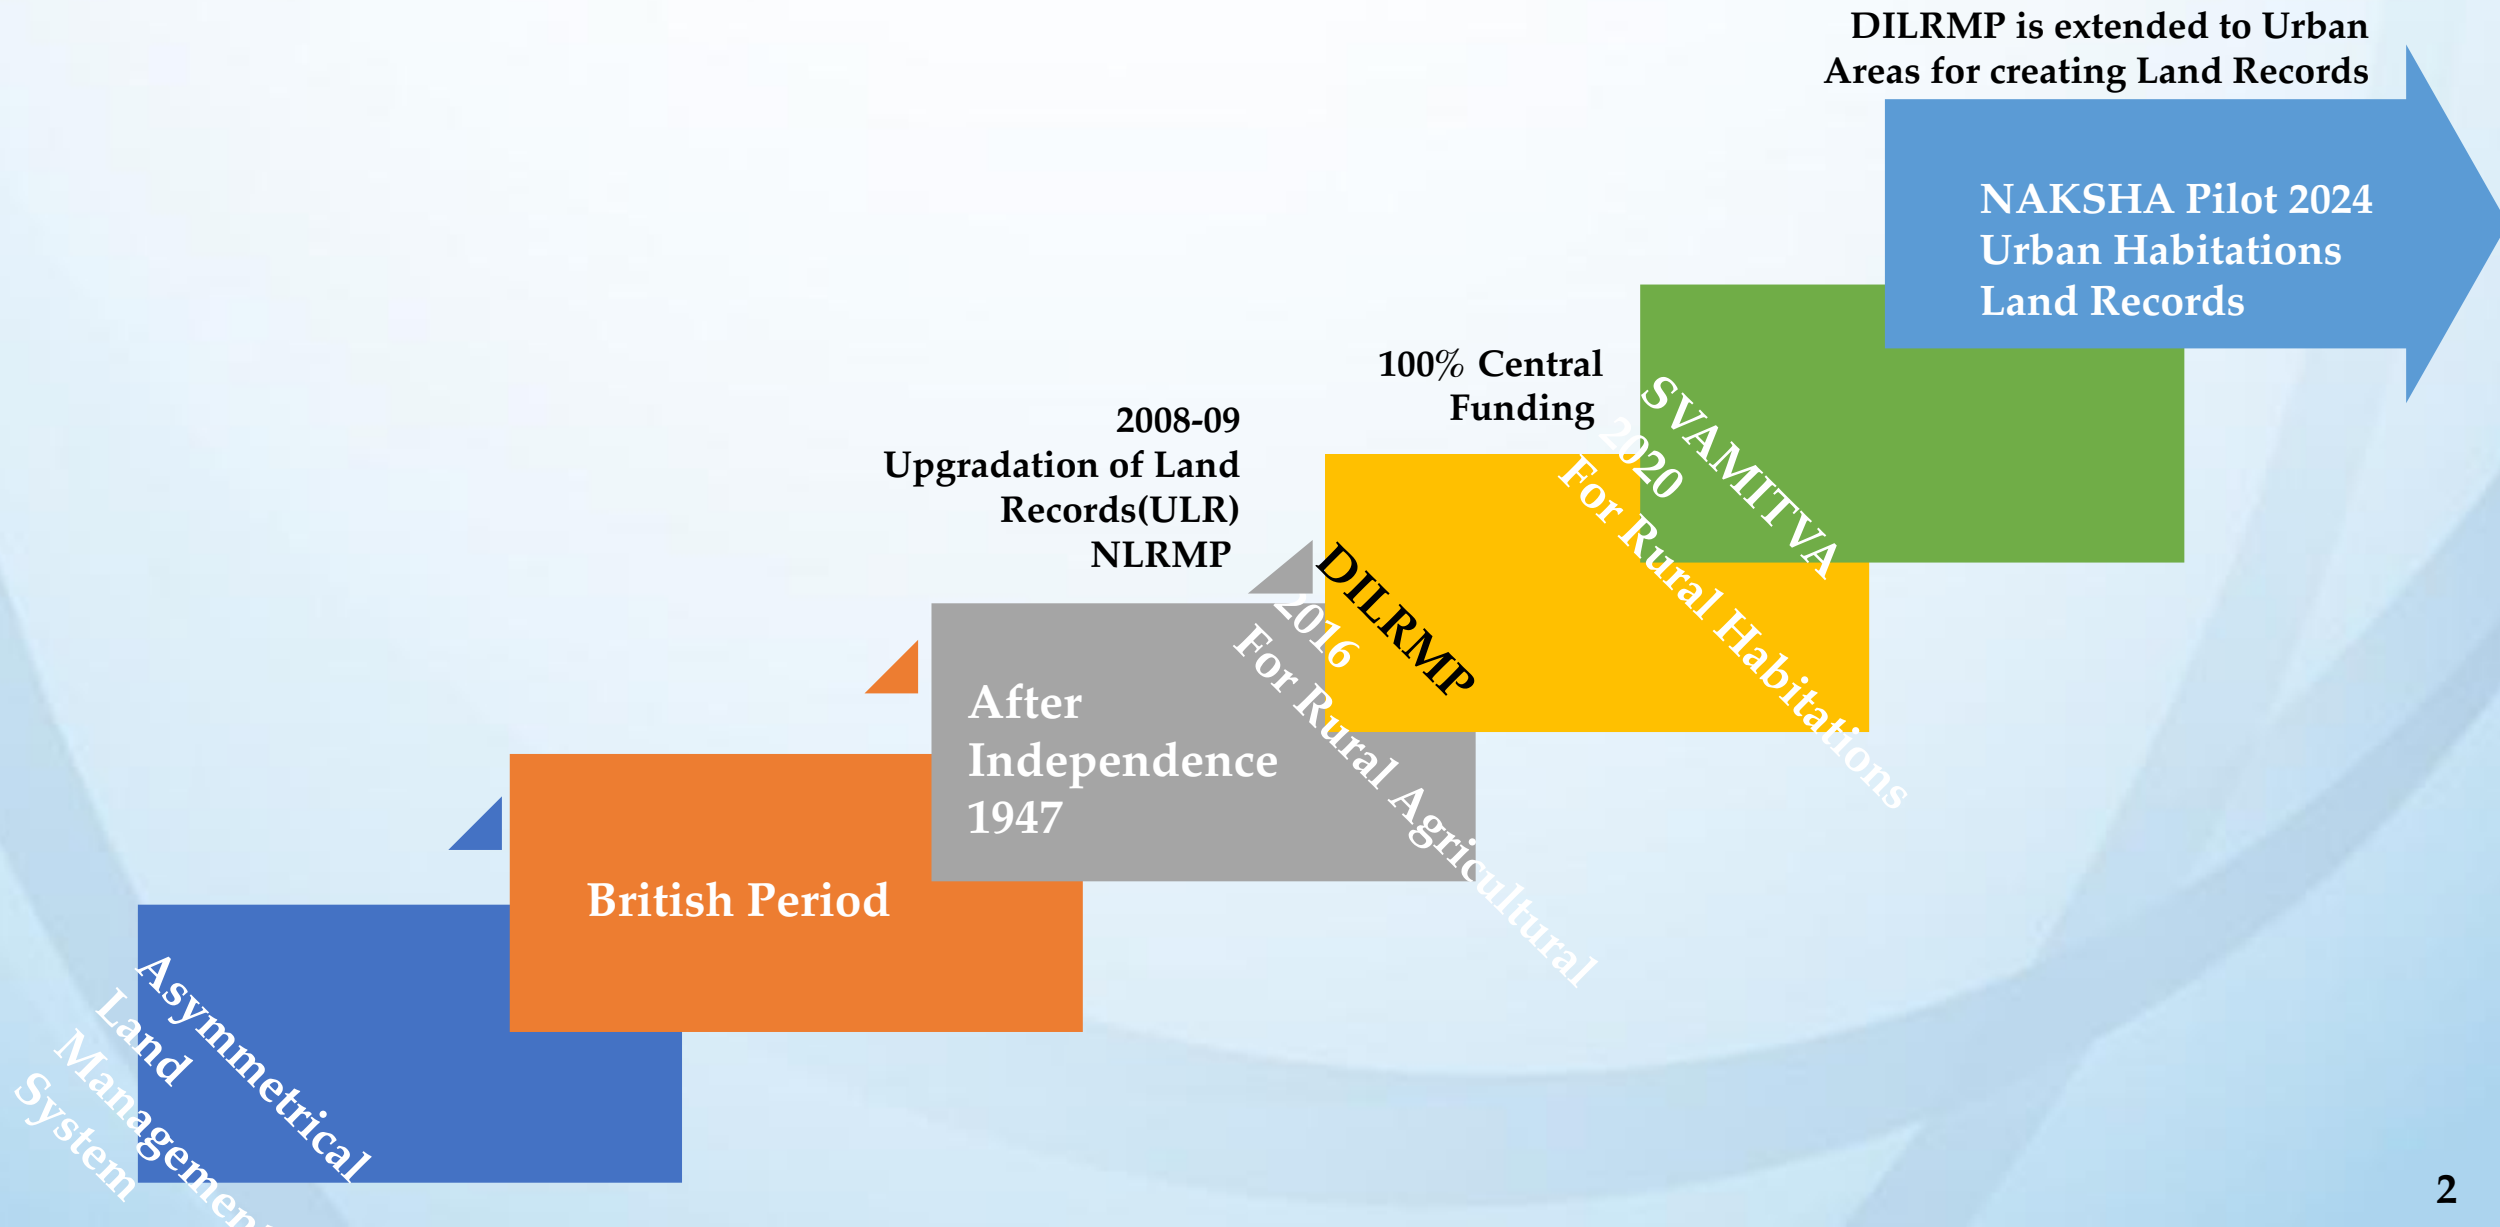 DILRMP is extended to Urban
Areas for creating Land Records
NAKSHA Pilot 2024
Urban Habitations
Land Records
100% Central
Funding
SVAMITVA
2020
For Rural Habitations
2008-09
Upgradation of Land
Records(ULR)
NLRMP
DILRMP
2016
For Rural Agricultural
After
Independence
1947
British Period
Asymmetrical
Land
Management
System
2